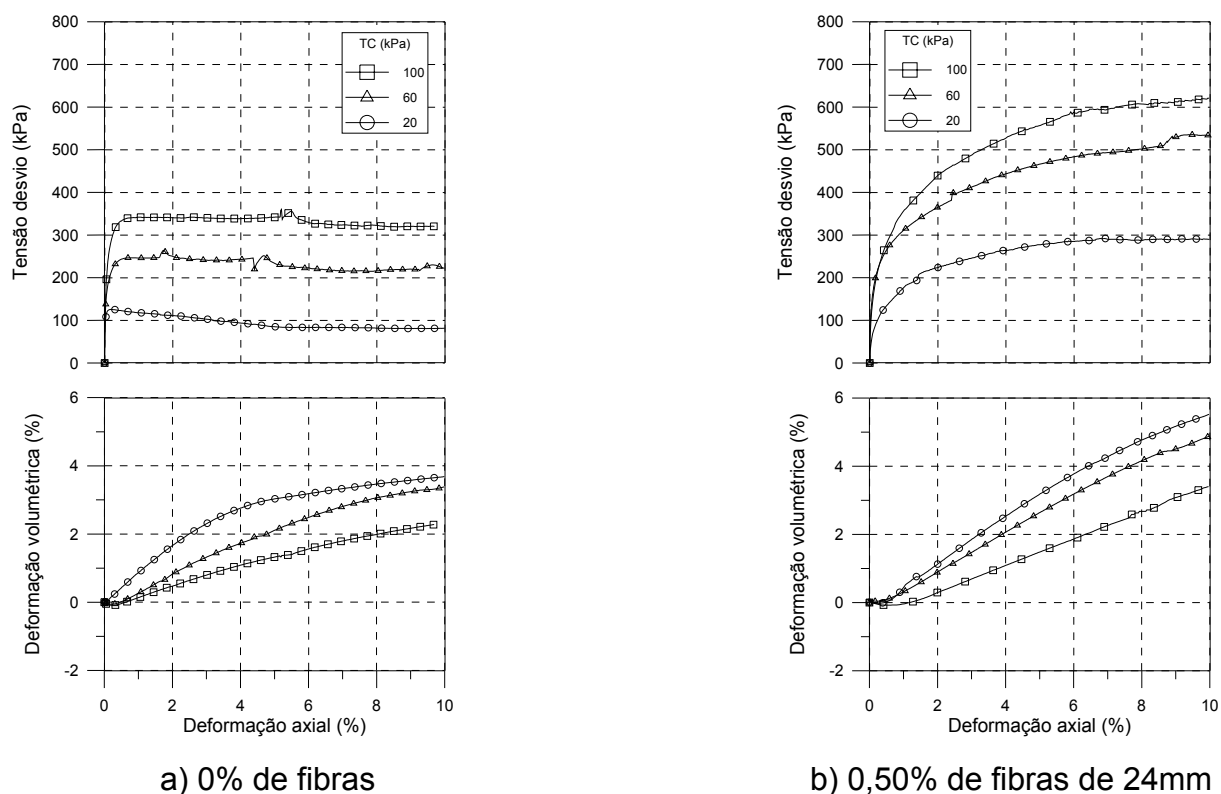 800
700
600
500
400
300
200
100
0
Tensão desvio (kPa)
TC (kPa)
100
60
20
6
4
2
0
-2
Deformação volumétrica (%)
0 2 4 6 8 10
Deformação axial (%)
a) 0% de fibras
800
700
600
500
400
300
200
100
0
Tensão desvio (kPa)
TC (kPa)
100
60
20
6
4
2
0
-2
Deformação volumétrica (%)
0 2 4 6 8 10
Deformação axial (%)
b) 0,50% de fibras de 24mm